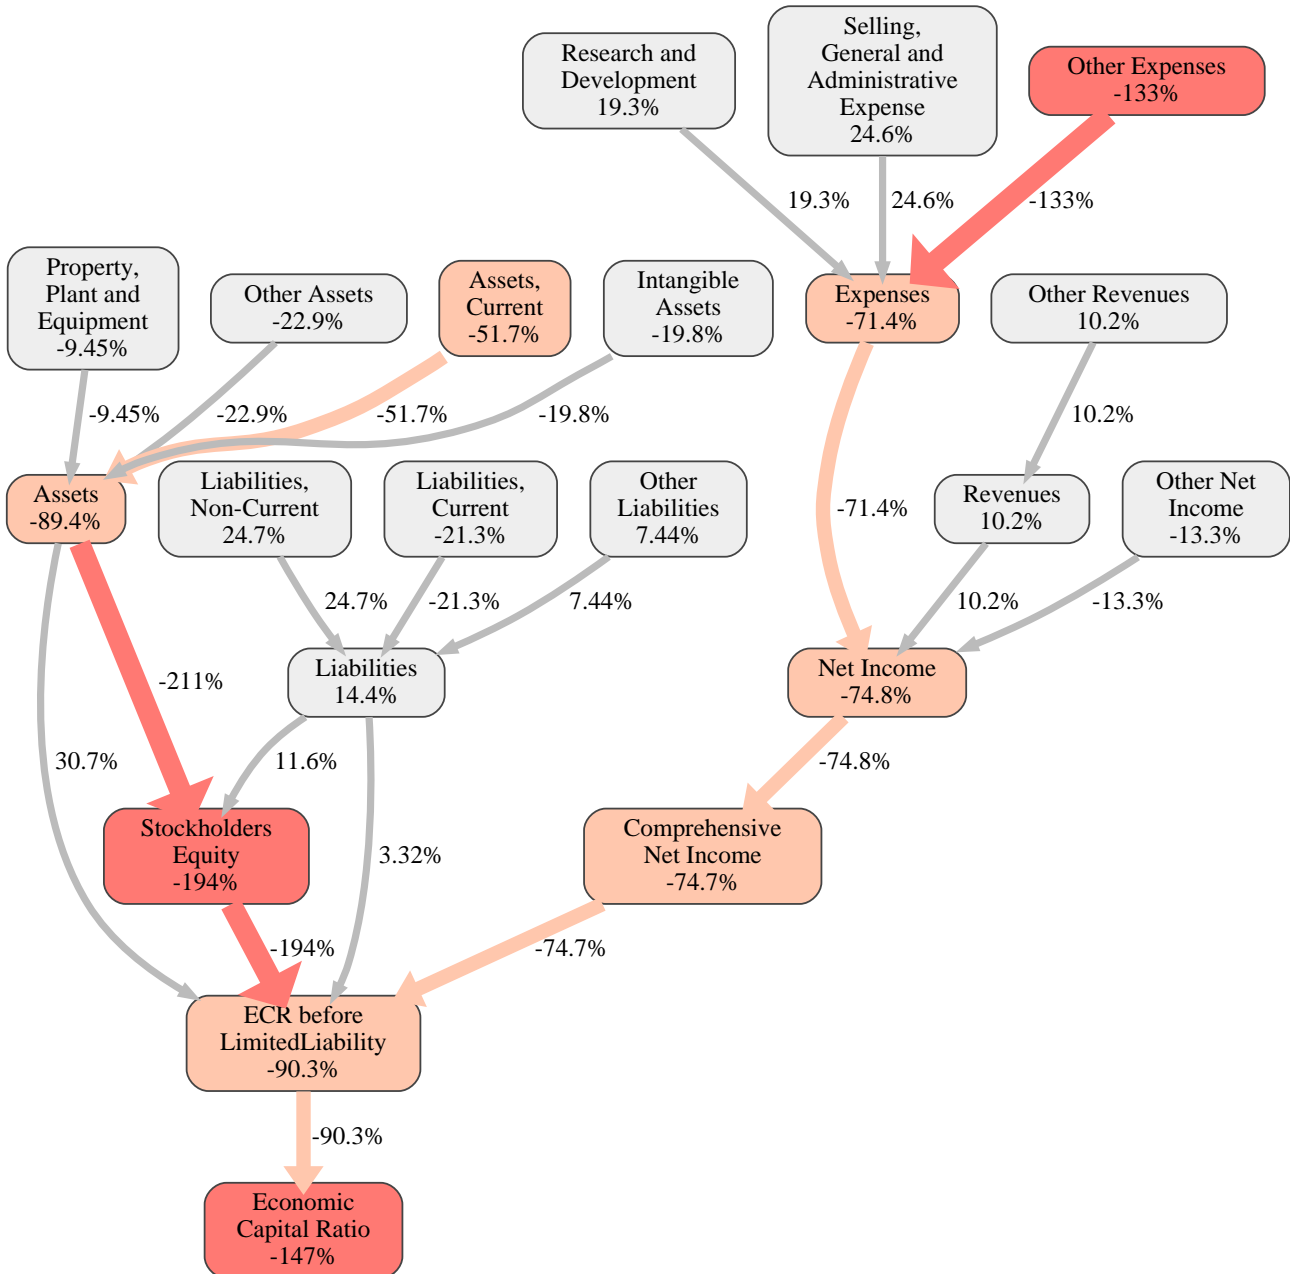 Research and
Development
19.3%
Selling,
General and
Administrative
Expense
24.6%
Other Expenses
-133%
19.3%
24.6%
-133%
Property,
Plant and
Equipment
-9.45%
Other Assets
-22.9%
Assets,
Current
-51.7%
Intangible
Assets
-19.8%
Expenses
-71.4%
Other Revenues
10.2%
-9.45%
-22.9%
-51.7%
-19.8%
10.2%
Assets
-89.4%
Liabilities,
Non-Current
24.7%
Liabilities,
Current
-21.3%
Other
Liabilities
7.44%
-71.4%
Revenues
10.2%
Other Net
Income
-13.3%
24.7%
-21.3%
7.44%
10.2%
-13.3%
-211%
Liabilities
14.4%
Net Income
-74.8%
30.7%
11.6%
-74.8%
Stockholders
Equity
-194%
3.32%
Comprehensive
Net Income
-74.7%
-194%
-74.7%
ECR before
LimitedLiability
-90.3%
-90.3%
Economic
Capital Ratio
-147%